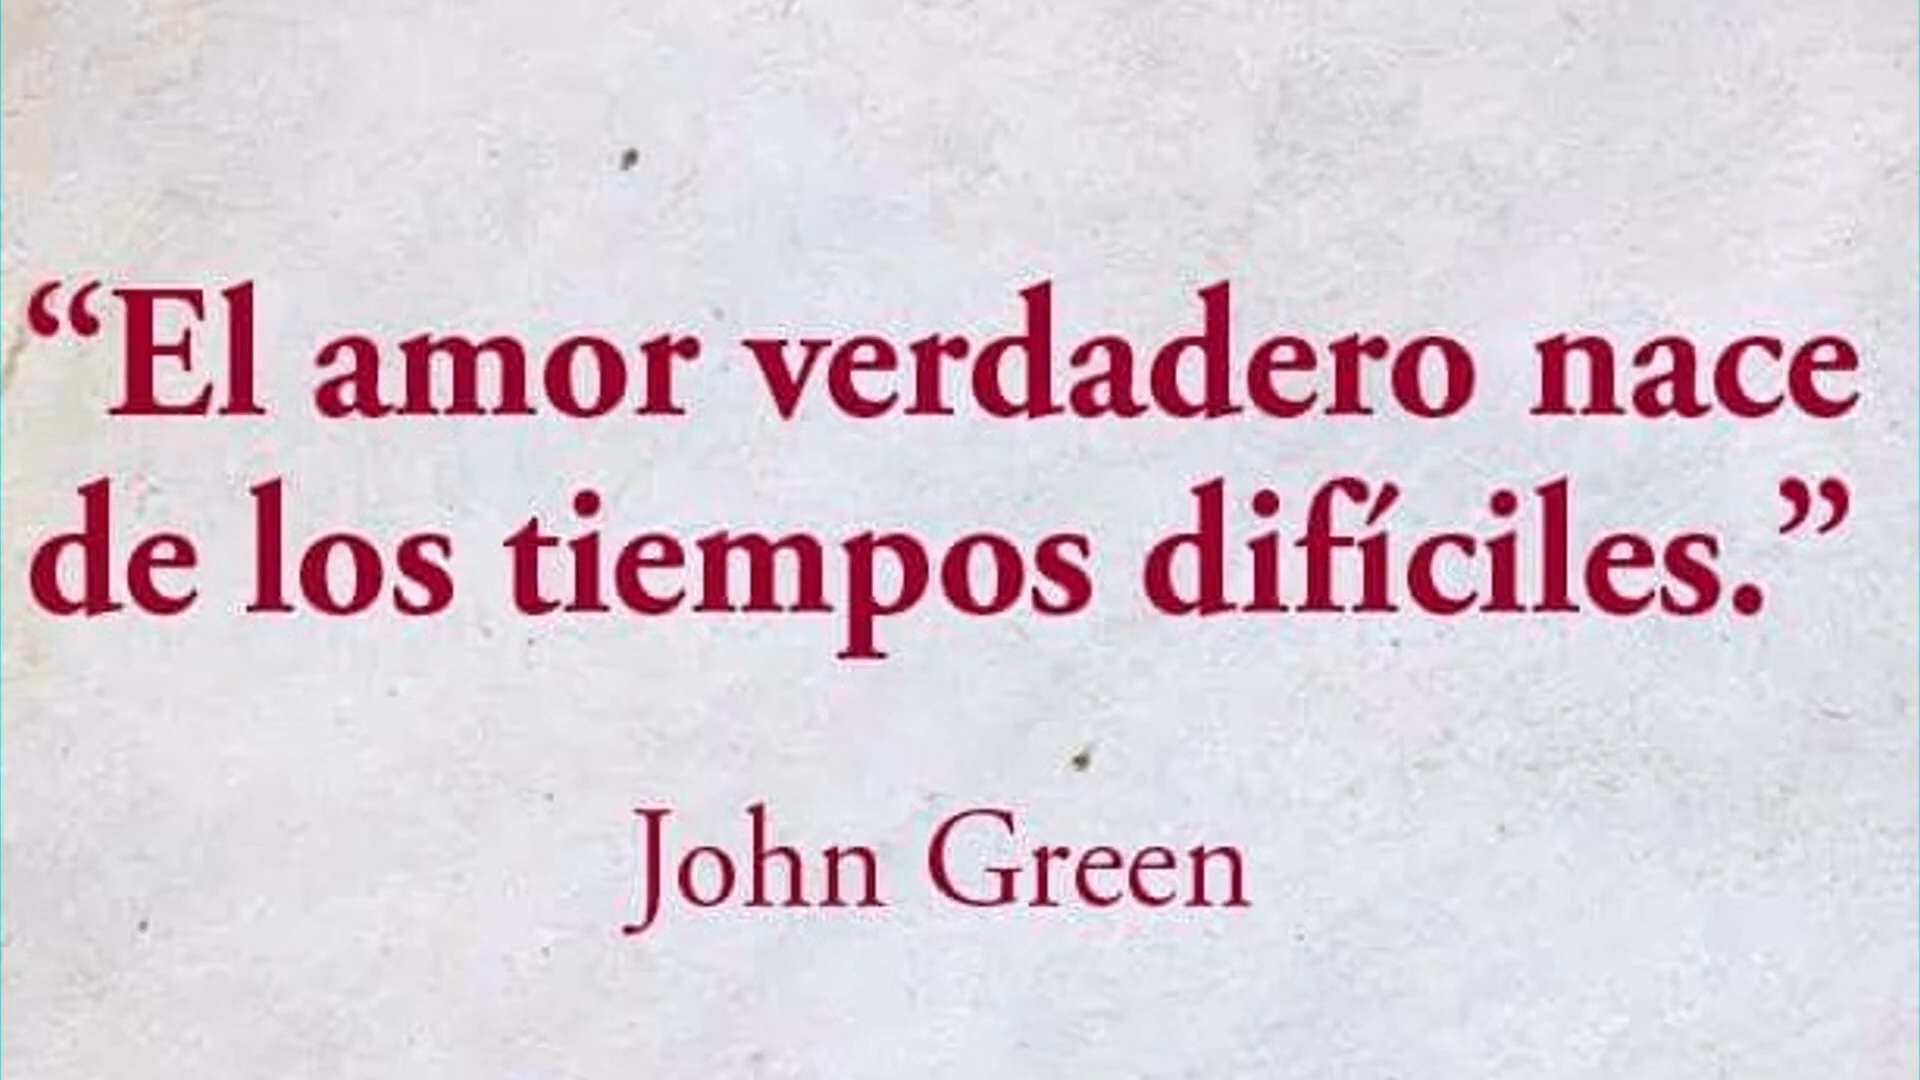 “El amor verdadero nace
de los tiempos difíciles.”
John Green